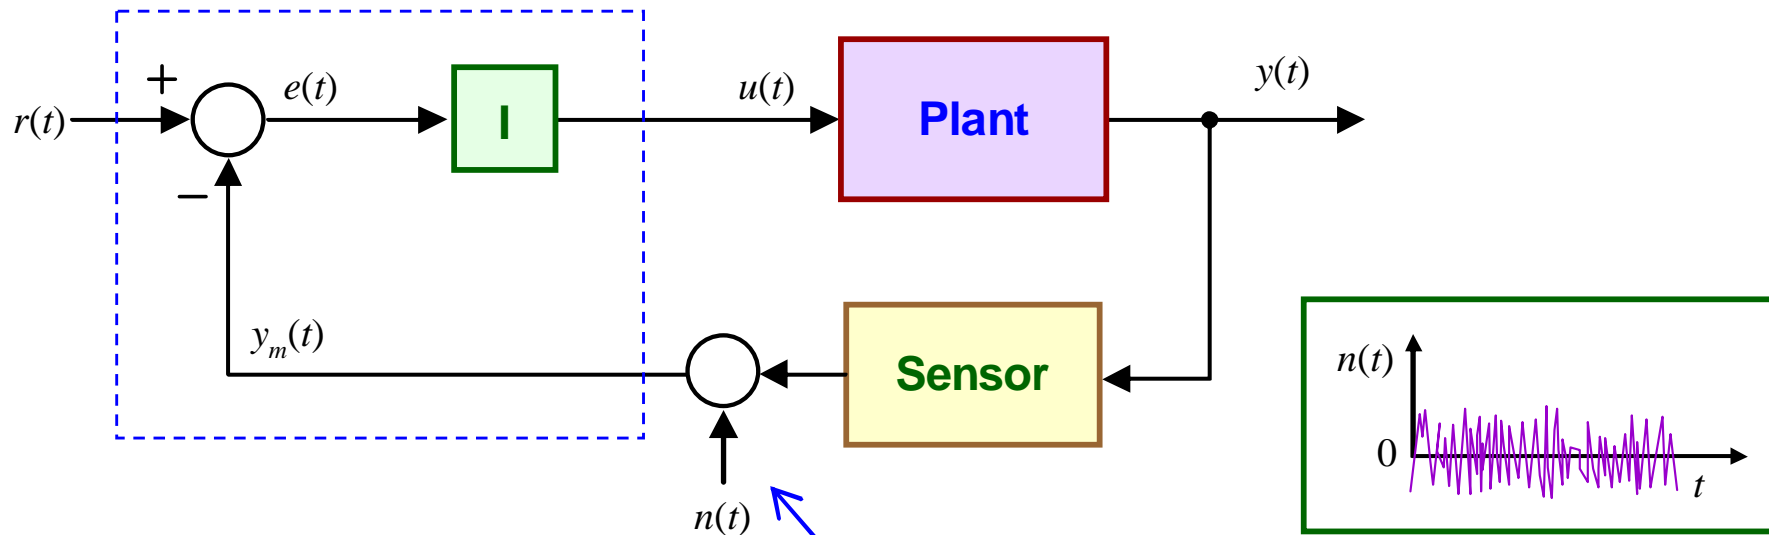 +
e(t)
u(t)
y(t)
r(t)
I
Plant
−
y_m(t)
Sensor
n(t)
n(t)
0
t